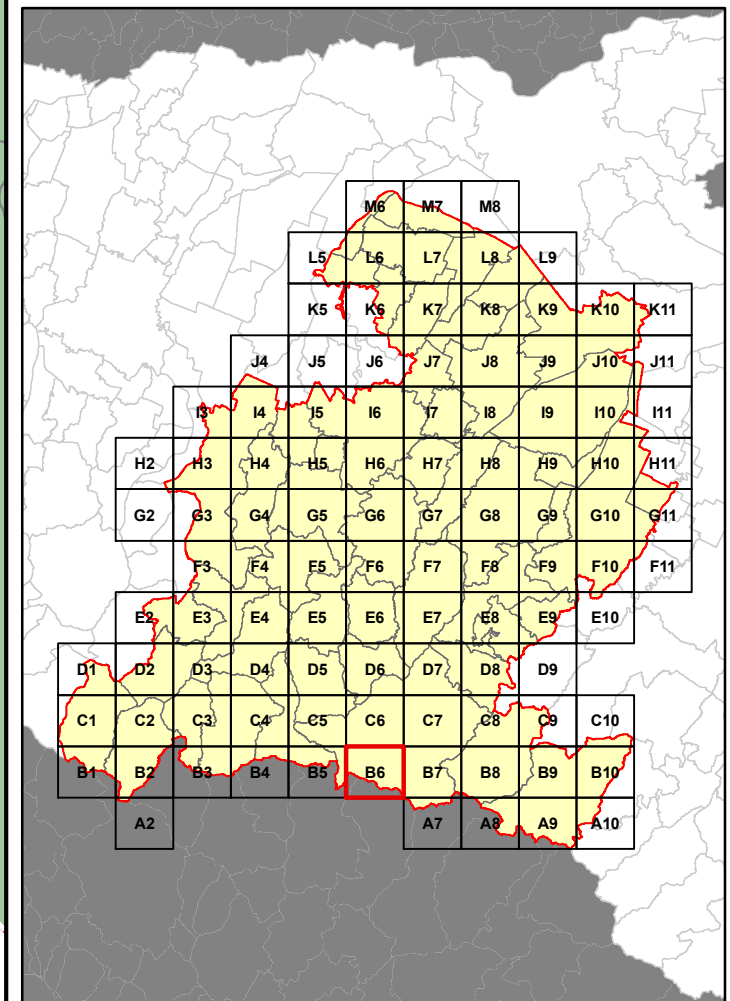 M6 M7 M8
L5 L6 L7 L8 L9
K5 K6 K7 K8 K9 K10 K11
J4 J5 J6 J7 J8 J9 J10 J11
I3 I4 I5 I6 I7 I8 I9 I10 I11
H2 H3 H4 H5 H6 H7 H8 H9 H10 H11
G2 G3 G4 G5 G6 G7 G8 G9 G10 G11
F3 F4 F5 F6 F7 F8 F9 F10 F11
E2 E3 E4 E5 E6 E7 E8 E9 E10
D1 D2 D3 D4 D5 D6 D7 D8 D9
C1 C2 C3 C4 C5 C6 C7 C8 C9 C10
B1 B2 B3 B4 B5 B6 B7 B8 B9 B10
A2 A7 A8 A9 A10